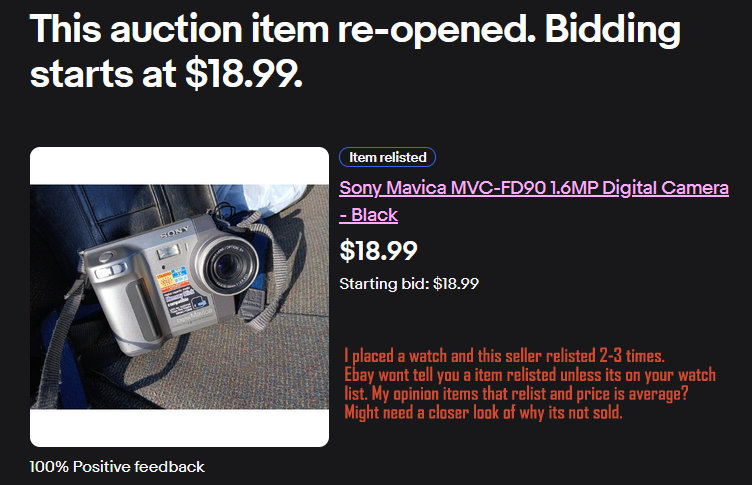 This auction item re-opened. Bidding
starts at $18.99.
Item relisted
Sony Mavica MVC-FD90 1.6MP Digital Camera
- Black
$18.99
Starting bid: $18.99
SONY
I placed a watch and this seller relisted 2-3 times.
Ebay wont tell you a item relisted unless its on your watch
list. My opinion items that relist and price is average?
Might need a closer look of why its not sold.
100% Positive feedback